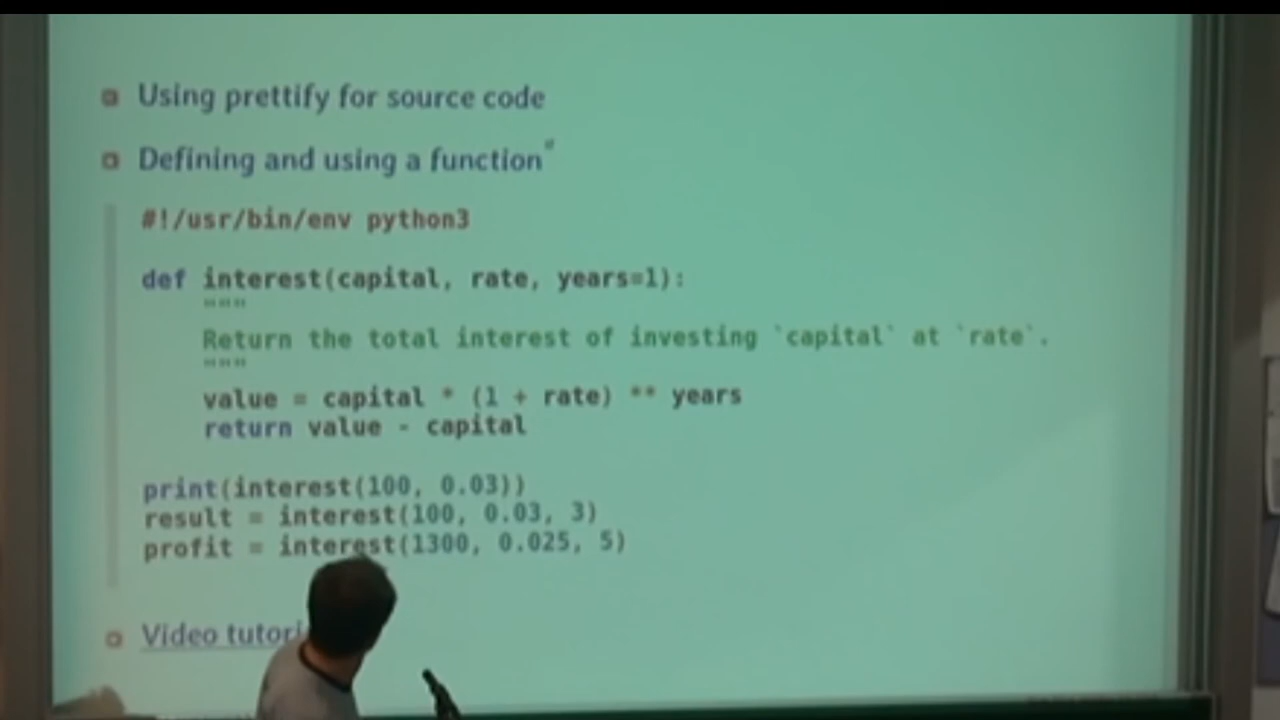 Using prettify for source code
Defining and using a function
#!/usr/bin/env python3
def interest(capital, rate, years=1):
"""
Return the total interest of investing `capital` at `rate`.
"""
value = capital * (1 + rate) ** years
return value - capital
print(interest(100, 0.03))
result = interest(100, 0.03, 3)
profit = interest(1300, 0.025, 5)
Video